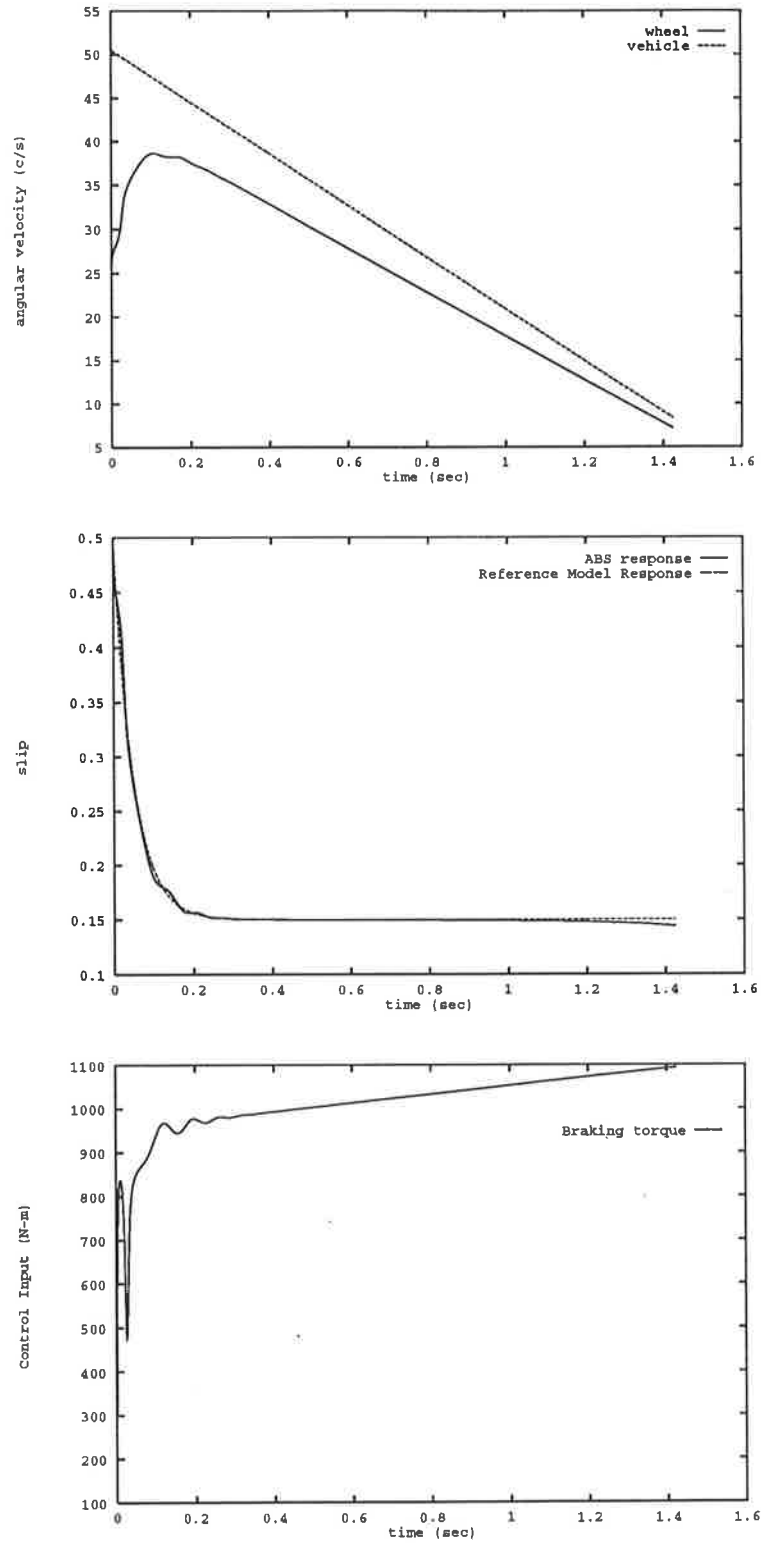 55
50
45
40
35
30
25
20
15
10
5
angular velocity (c/s)
wheel
vehicle
0 0.2 0.4 0.6 0.8 1 1.2 1.4 1.6
time (sec)
0.5
0.45
0.4
0.35
0.3
0.25
0.2
0.15
0.1
slip
ABS response
Reference Model Response
0 0.2 0.4 0.6 0.8 1 1.2 1.4 1.6
time (sec)
1100
1000
900
800
700
600
500
400
300
200
100
Control Input (N-m)
Braking torque
0 0.2 0.4 0.6 0.8 1 1.2 1.4 1.6
time (sec)